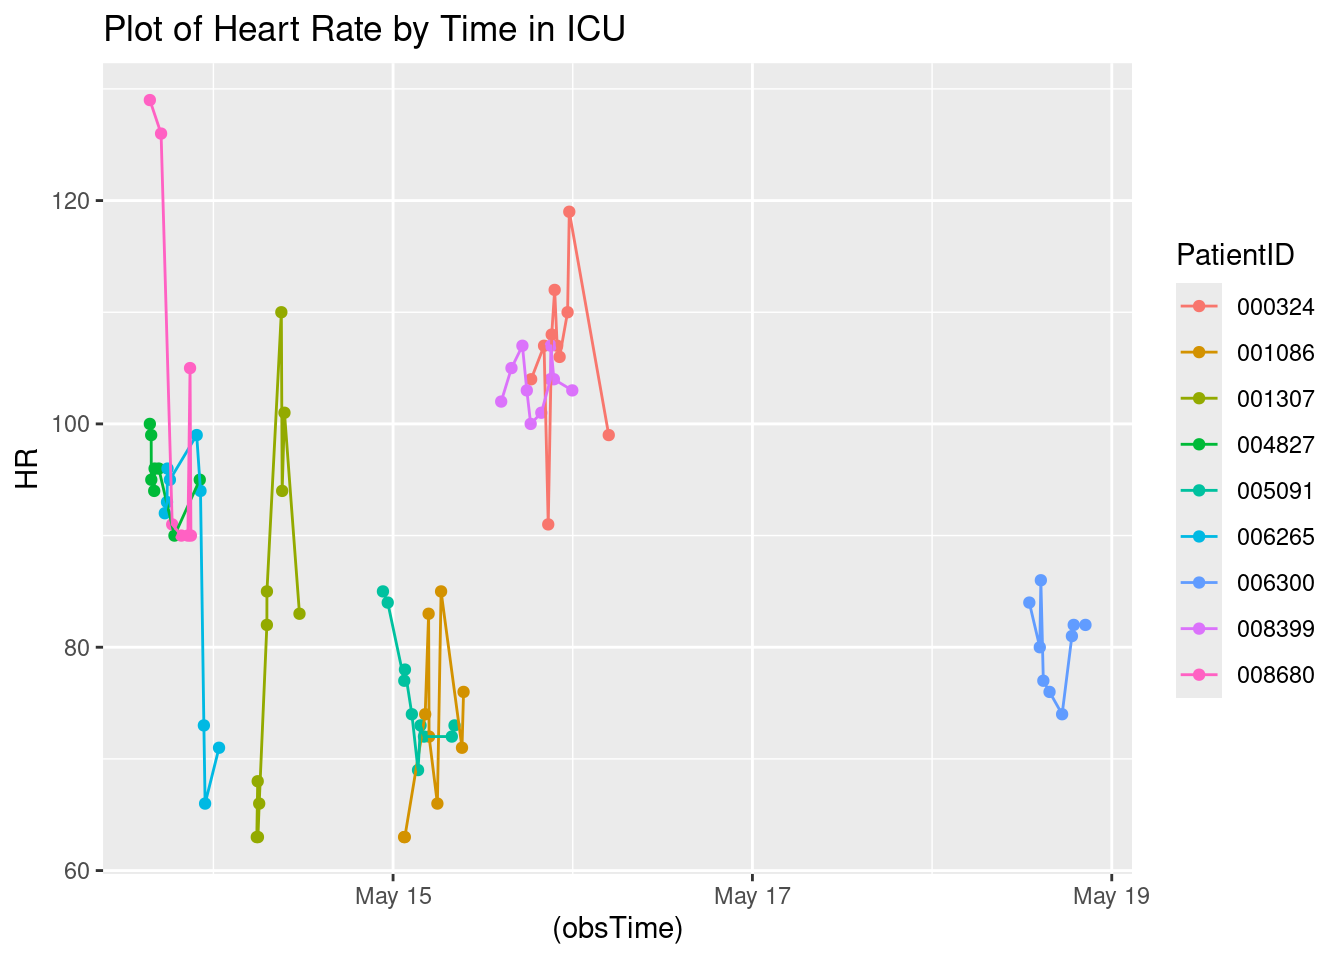 Plot of Heart Rate by Time in ICU
HR
120
100
80
60
May 15
May 17
May 19
(obsTime)
PatientID
000324
001086
001307
004827
005091
006265
006300
008399
008680